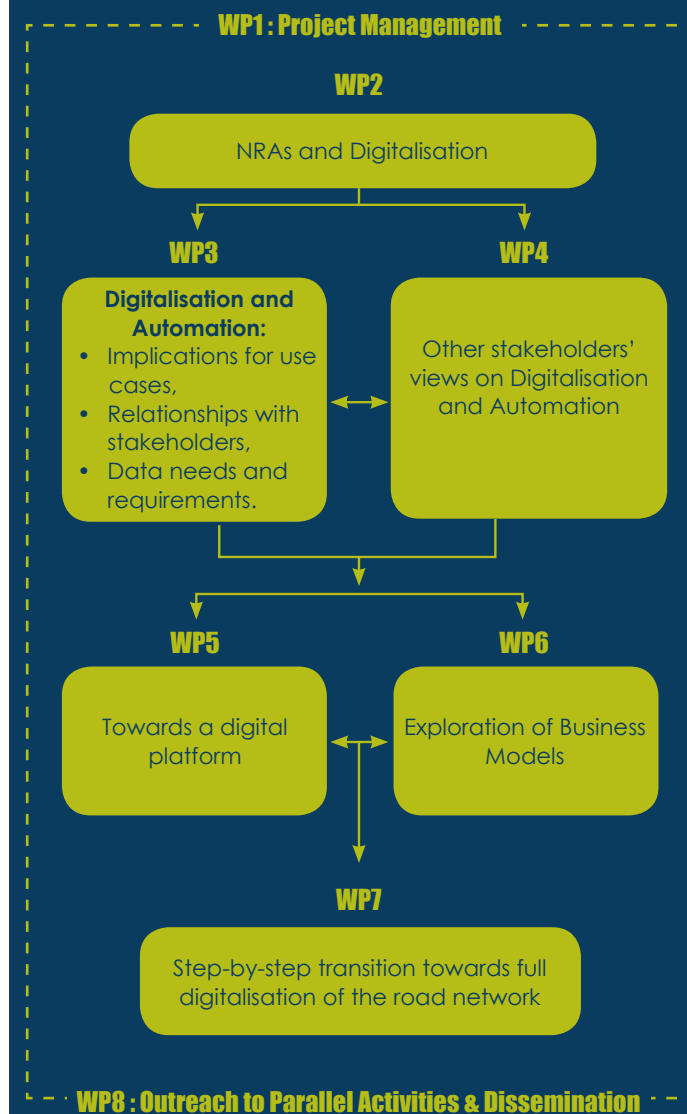 WP1 : Project Management
WP2
NRAs and Digitalisation
WP3
Digitalisation and
Automation:
• Implications for use
cases,
• Relationships with
stakeholders,
• Data needs and
requirements.
WP4
Other stakeholders’
views on Digitalisation
and Automation
WP5
Towards a digital
platform
WP6
Exploration of Business
Models
WP7
Step-by-step transition towards full
digitalisation of the road network
WP8 : Outreach to Parallel Activities & Dissemination